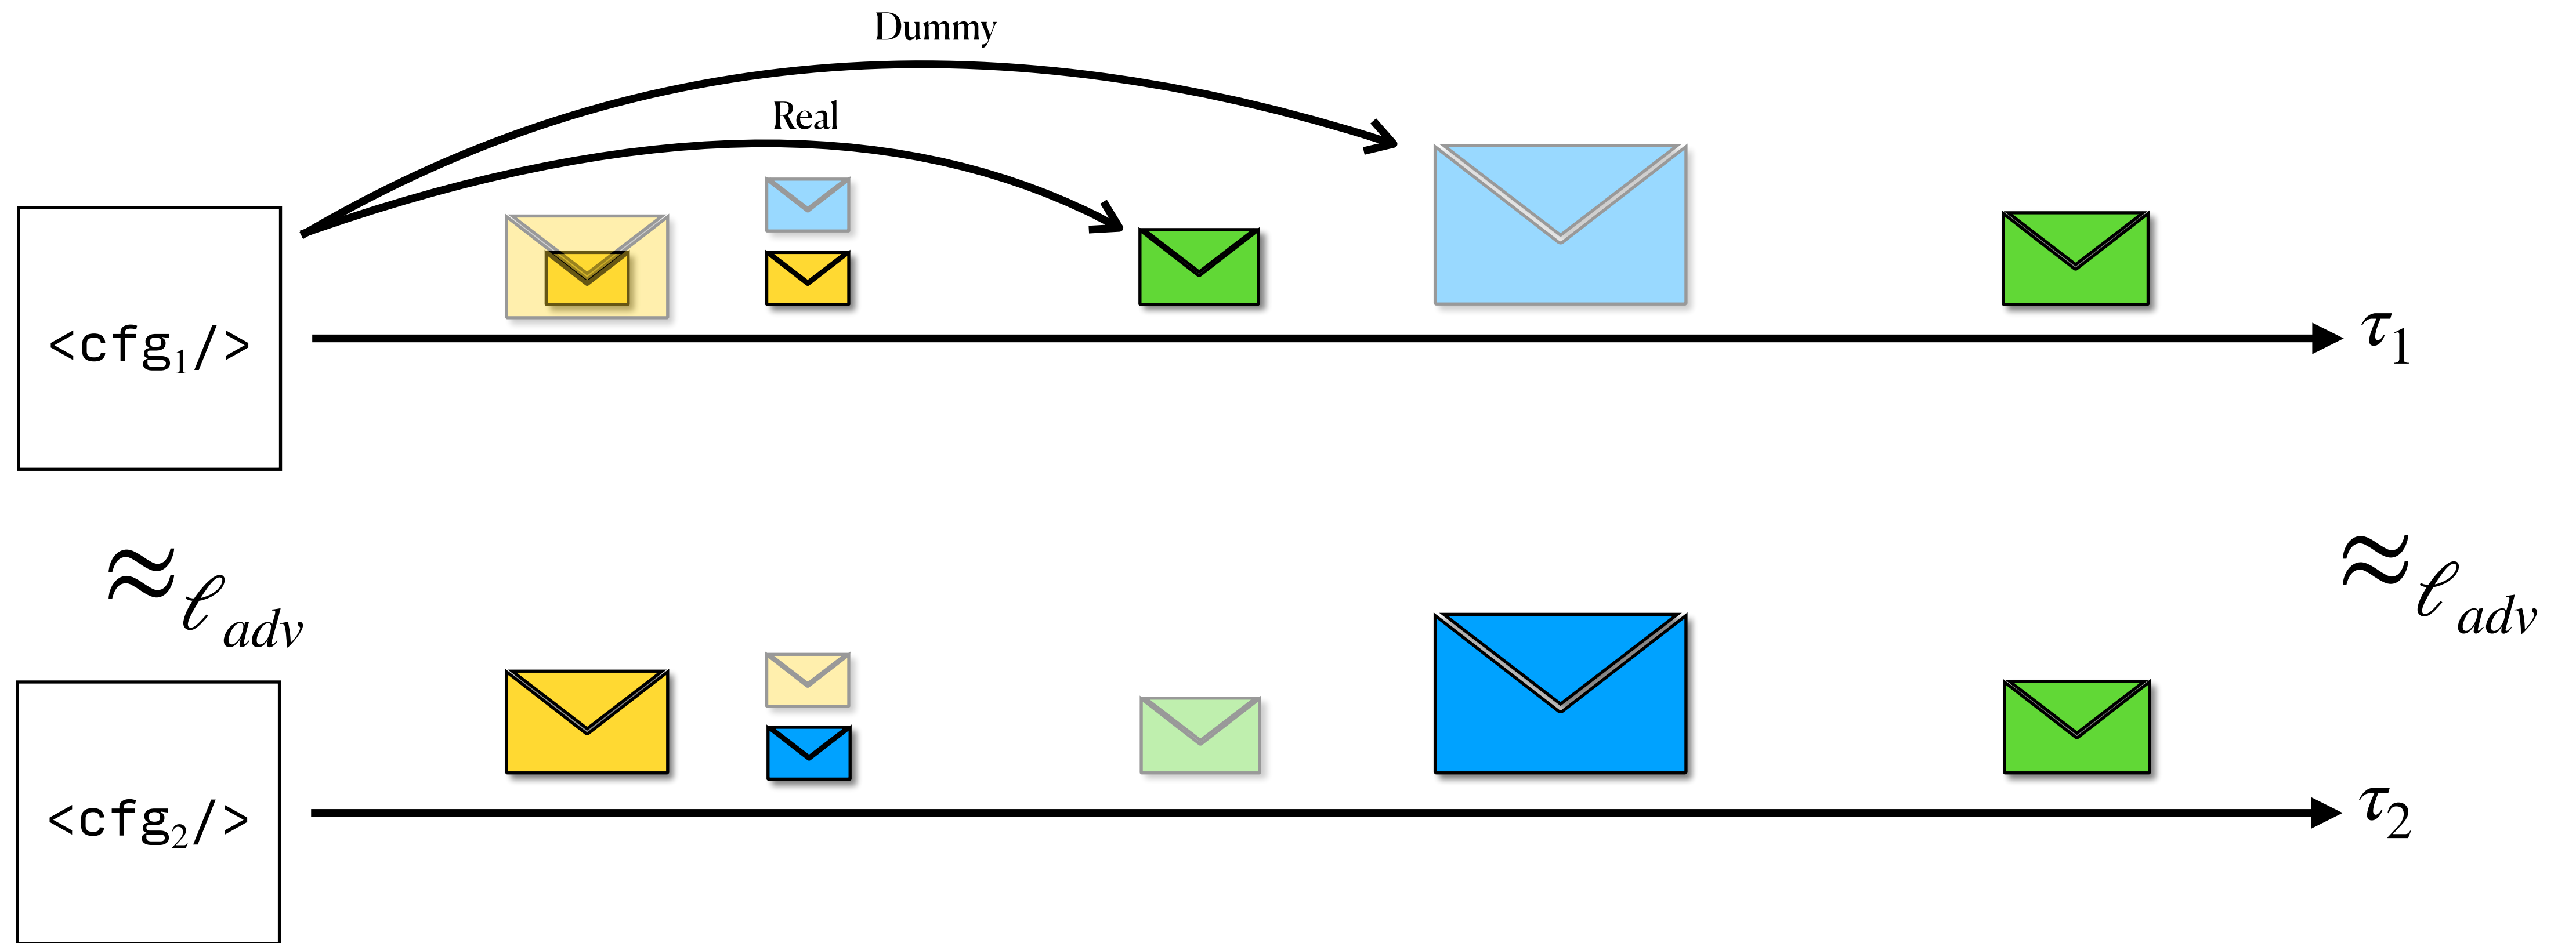 Dummy
Real
<cfg₁/>
τ₁
≈ℓ adv
≈ℓ adv
<cfg₂/>
τ₂